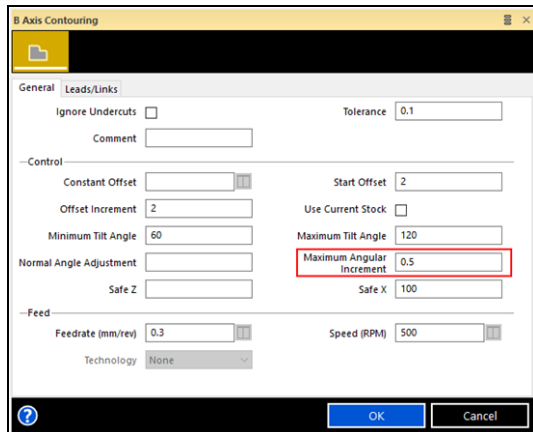 B Axis Contouring
General Leads/Links
Ignore Undercuts Tolerance 0.1
Comment
Control
Constant Offset Start Offset 2
Offset Increment 2 Use Current Stock
Minimum Tilt Angle 60 Maximum Tilt Angle 120
Normal Angle Adjustment Maximum Angular
Increment 0.5
Safe Z Safe X 100
Feed
Feedrate (mm/rev) 0.3 Speed (RPM) 500
Technology None
? OK Cancel